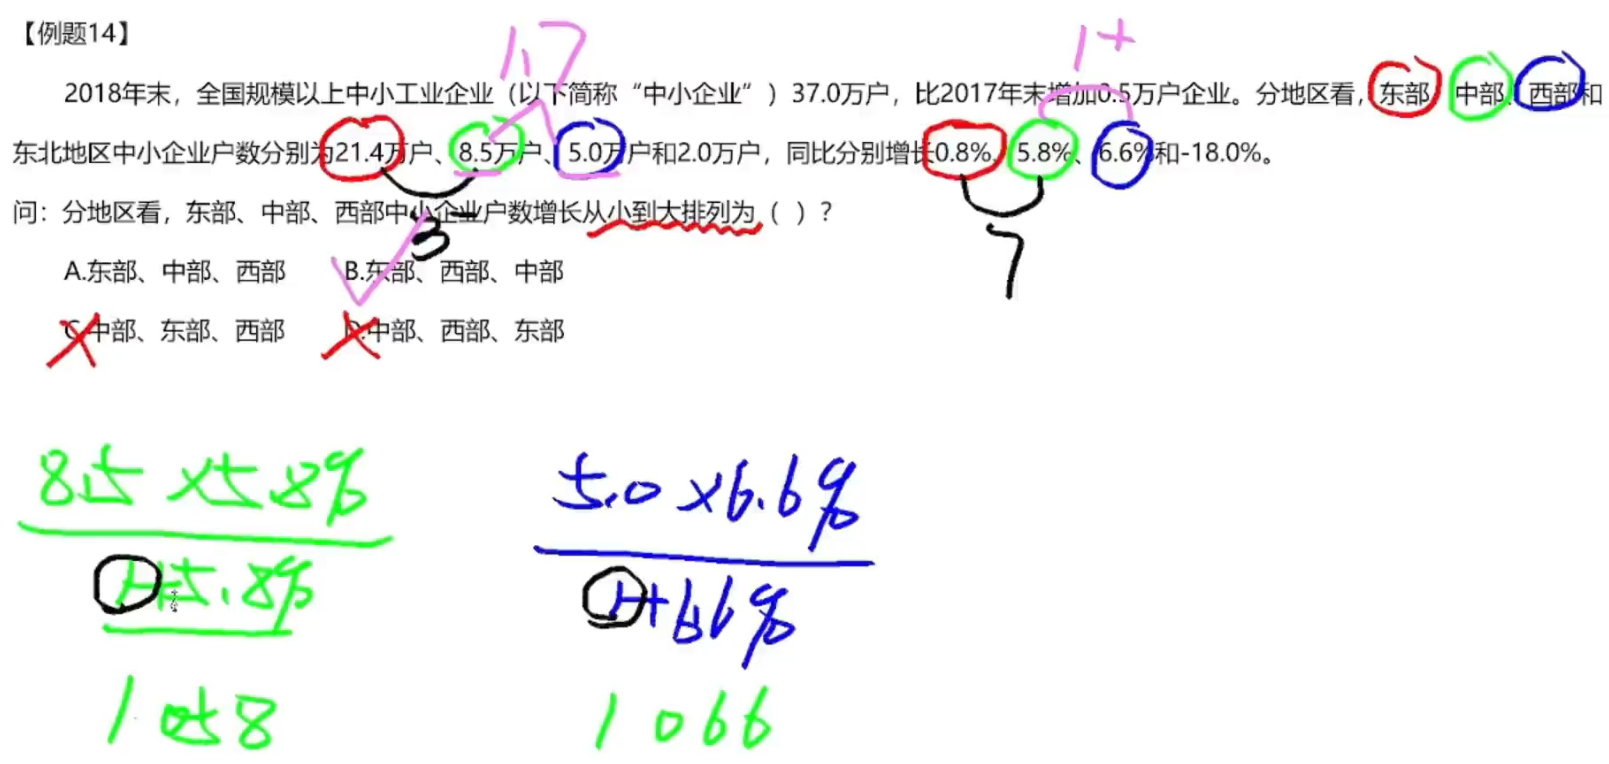 【例题14】
1.7
1+
2018年末，全国规模以上中小工业企业（以下简称“中小企业”）37.0万户，比2017年末增加0.5万户企业。分地区看，东部、中部、西部和
东北地区中小企业户数分别为21.4万户、8.5万户、5.0万户和2.0万户，同比分别增长0.8%、5.8%、6.6%和-18.0%。
问：分地区看，东部、中部、西部中小企业户数增长从小到大排列为（ ）？
3
7
A.东部、中部、西部 B.东部、西部、中部
C.中部、东部、西部 D.中部、西部、东部
8.5 ×5.8% 5.0 ×6.6%
1+5.8% 1+6.6%
1058 1066